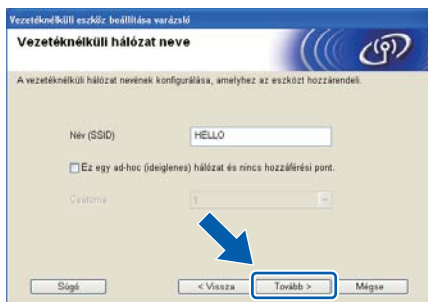 Vezetéknélküli eszköz beállítása varázsló
Vezetéknélküli hálózat neve
A vezetéknélküli hálózat nevének konfigurálása, amelyhez az eszközt hozzárendeli.
Név (SSID) HELLO
Ez egy ad-hoc (ideiglenes) hálózat és nincs hozzáférési pont.
Csatorna 1
Súgó < Vissza Tovább > Mégse